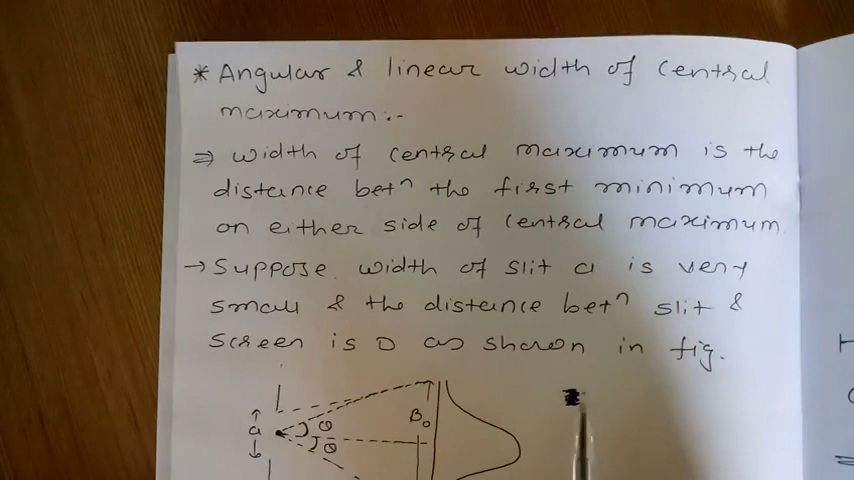 * Angular & linear width of central
maximum:-
⇒ width of central maximum is the
distance betⁿ the first minimum
on either side of central maximum.
→ Suppose width of slit a is very
small & the distance betⁿ slit &
screen is D as shown in fig.
a θ θ B₀